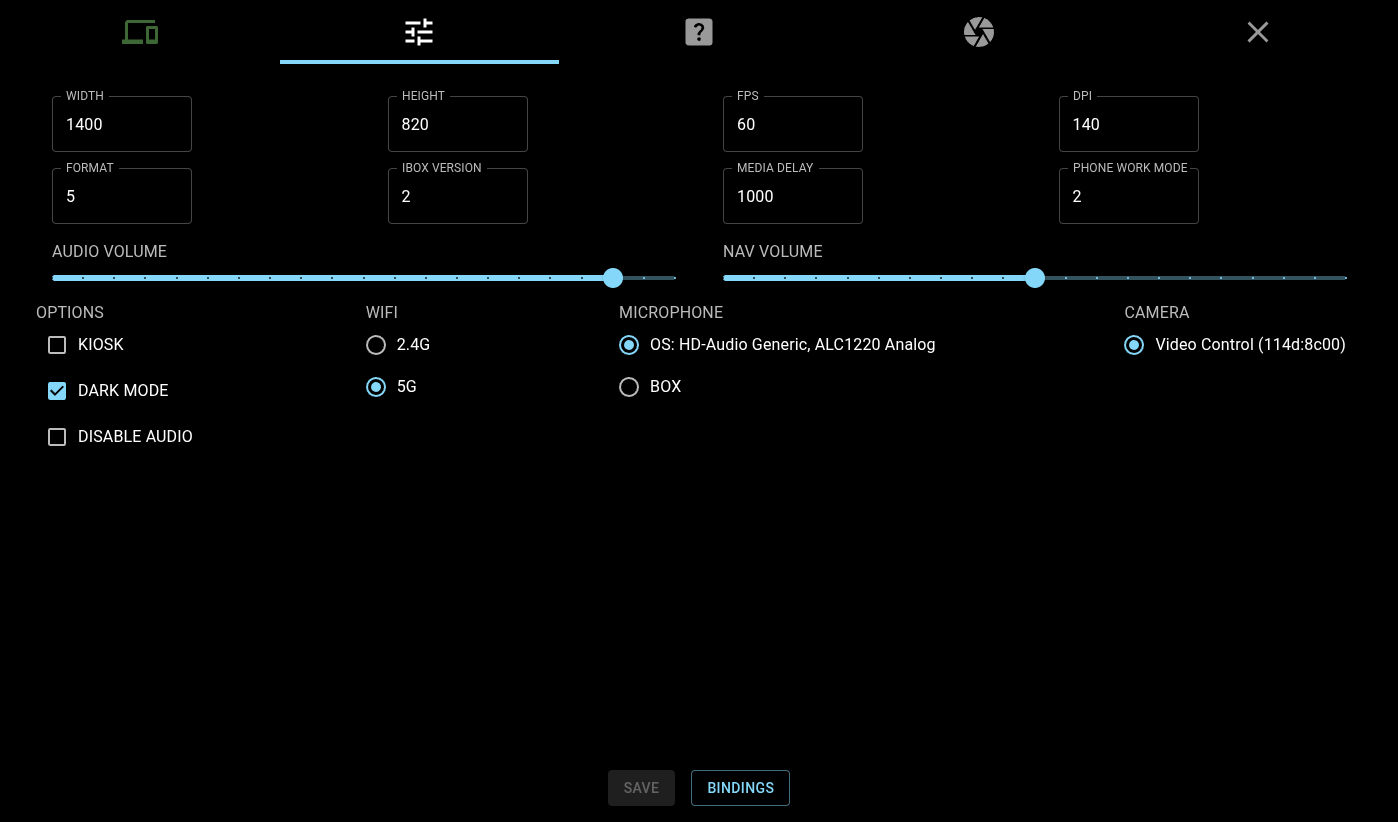 WIDTH
1400
HEIGHT
820
FPS
60
DPI
140
FORMAT
5
IBOX VERSION
2
MEDIA DELAY
1000
PHONE WORK MODE
2
AUDIO VOLUME
NAV VOLUME
OPTIONS
KIOSK
DARK MODE
DISABLE AUDIO
WIFI
2.4G
5G
MICROPHONE
OS: HD-Audio Generic, ALC1220 Analog
BOX
CAMERA
Video Control (114d:8c00)
SAVE
BINDINGS